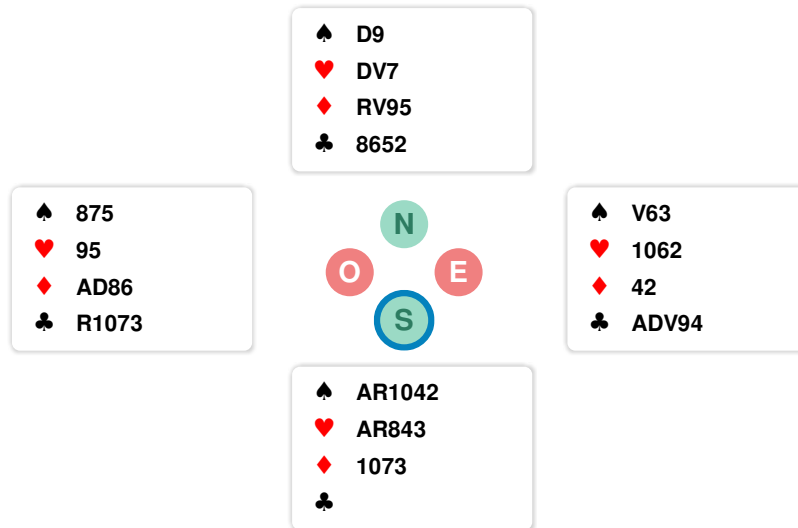 ♠ D9
♥ DV7
♦ RV95
♣ 8652
♠ 875
♥ 95
♦ AD86
♣ R1073
N
O E
S
♠ V63
♥ 1062
♦ 42
♣ ADV94
♠ AR1042
♥ AR843
♦ 1073
♣